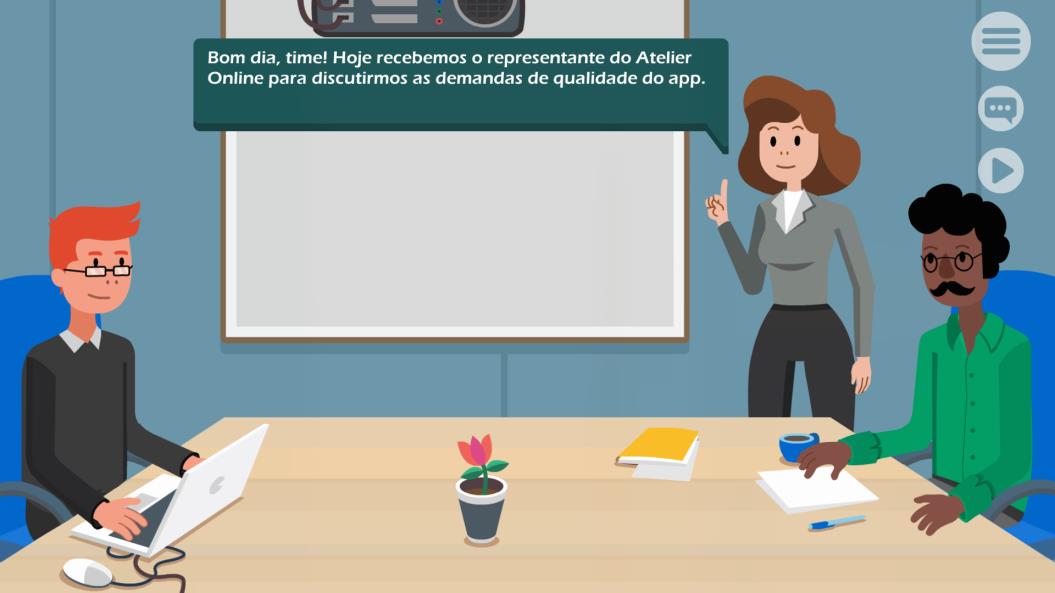 Bom dia, time! Hoje recebemos o representante do Atelier
Online para discutirmos as demandas de qualidade do app.